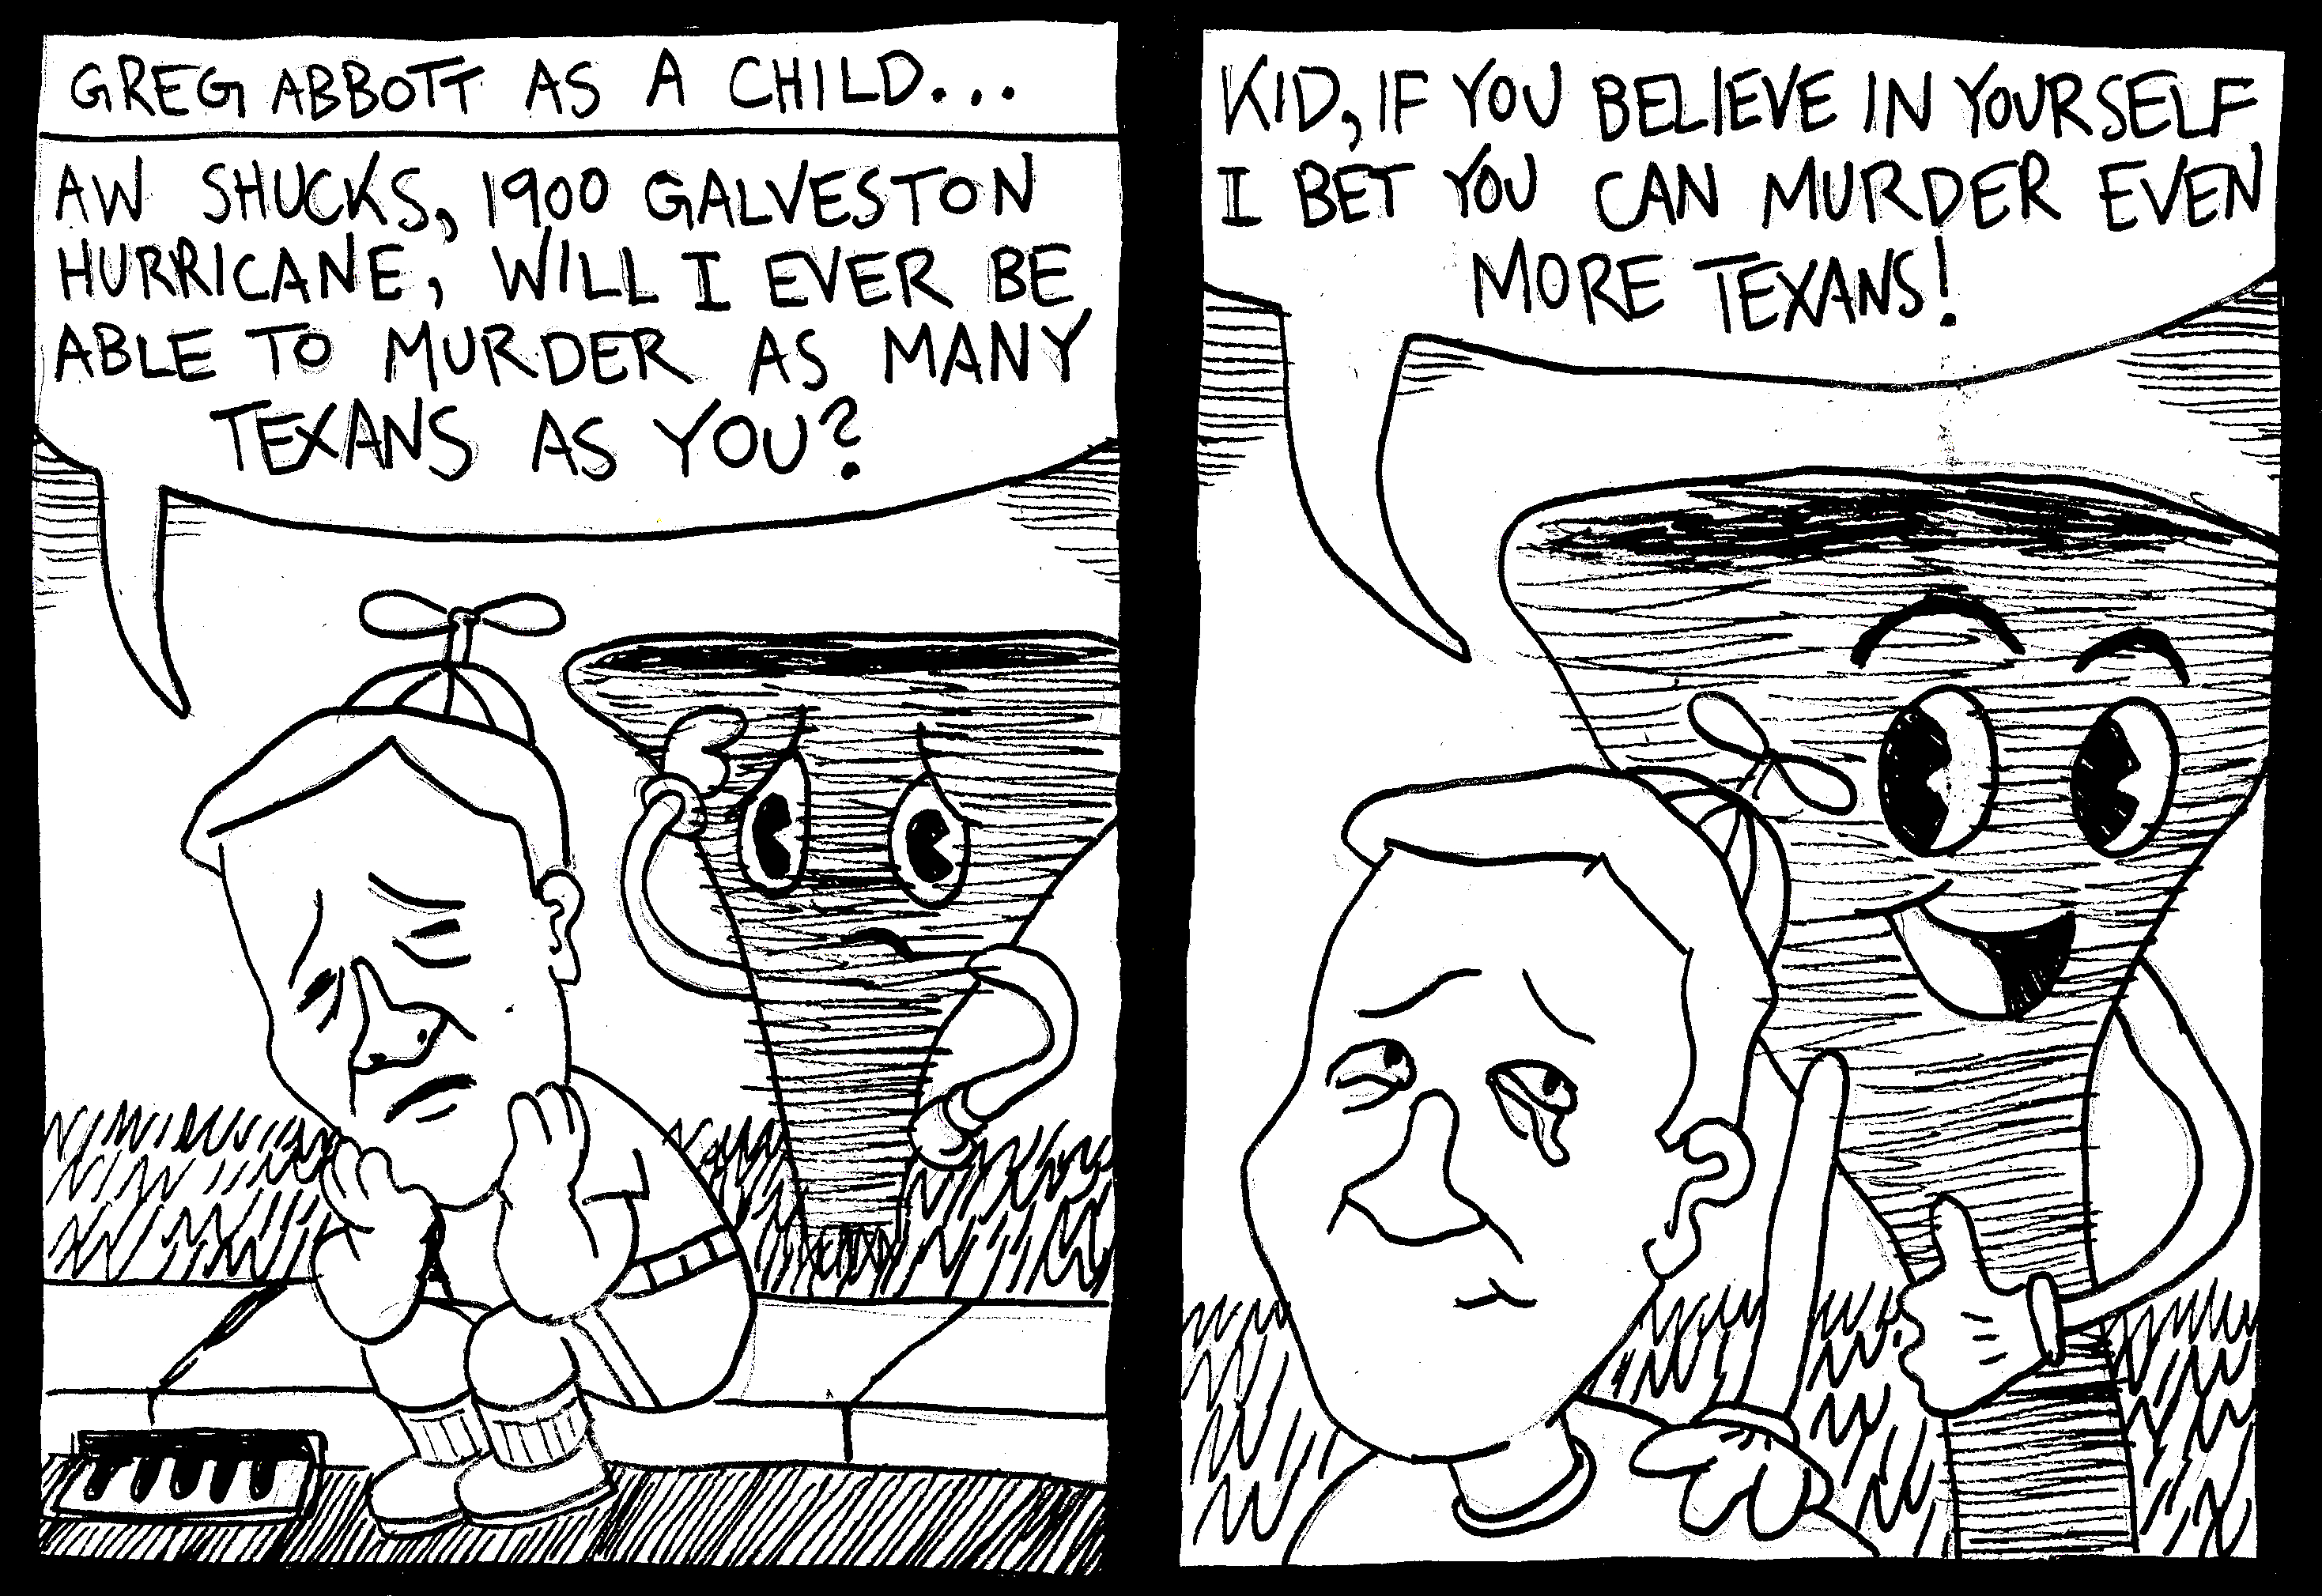 GREG ABBOTT AS A CHILD...
AW SHUCKS, 1900 GALVESTON
HURRICANE, WILL I EVER BE
ABLE TO MURDER AS MANY
TEXANS AS YOU?
KID, IF YOU BELIEVE IN YOURSELF
I BET YOU CAN MURDER EVEN
MORE TEXANS!